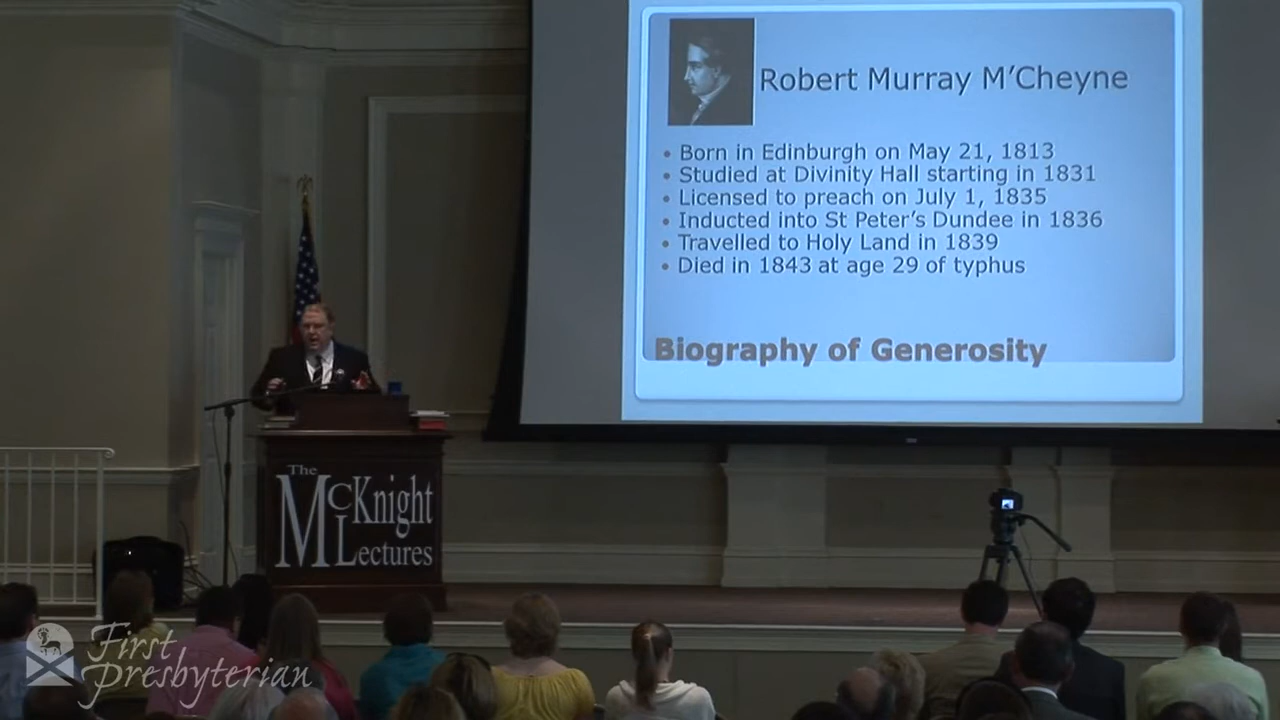 Robert Murray M'Cheyne
• Born in Edinburgh on May 21, 1813
• Studied at Divinity Hall starting in 1831
• Licensed to preach on July 1, 1835
• Inducted into St Peter's Dundee in 1836
• Travelled to Holy Land in 1839
• Died in 1843 at age 29 of typhus
Biography of Generosity
The
McKnight
Lectures
First
Presbyterian